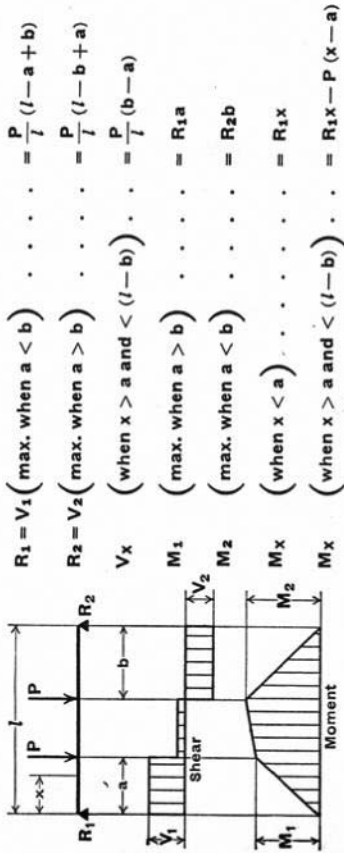 R₁ = V₁ ( max. when a < b ) . . . . = P/l (l — a + b)
R₂ = V₂ ( max. when a > b ) . . . . = P/l (l — b + a)
Vₓ ( when x > a and < (l — b) ) . . = P/l (b — a)
M₁ ( max. when a > b ) . . . . . = R₁a
M₂ ( max. when a < b ) . . . . . = R₂b
Mₓ ( when x < a ) . . . . . . = R₁x
Mₓ ( when x > a and < (l — b) ) . . = R₁x — P (x — a)
l
x
P
P
R₁
R₂
a
b
V₁
Shear
V₂
M₁
M₂
Moment